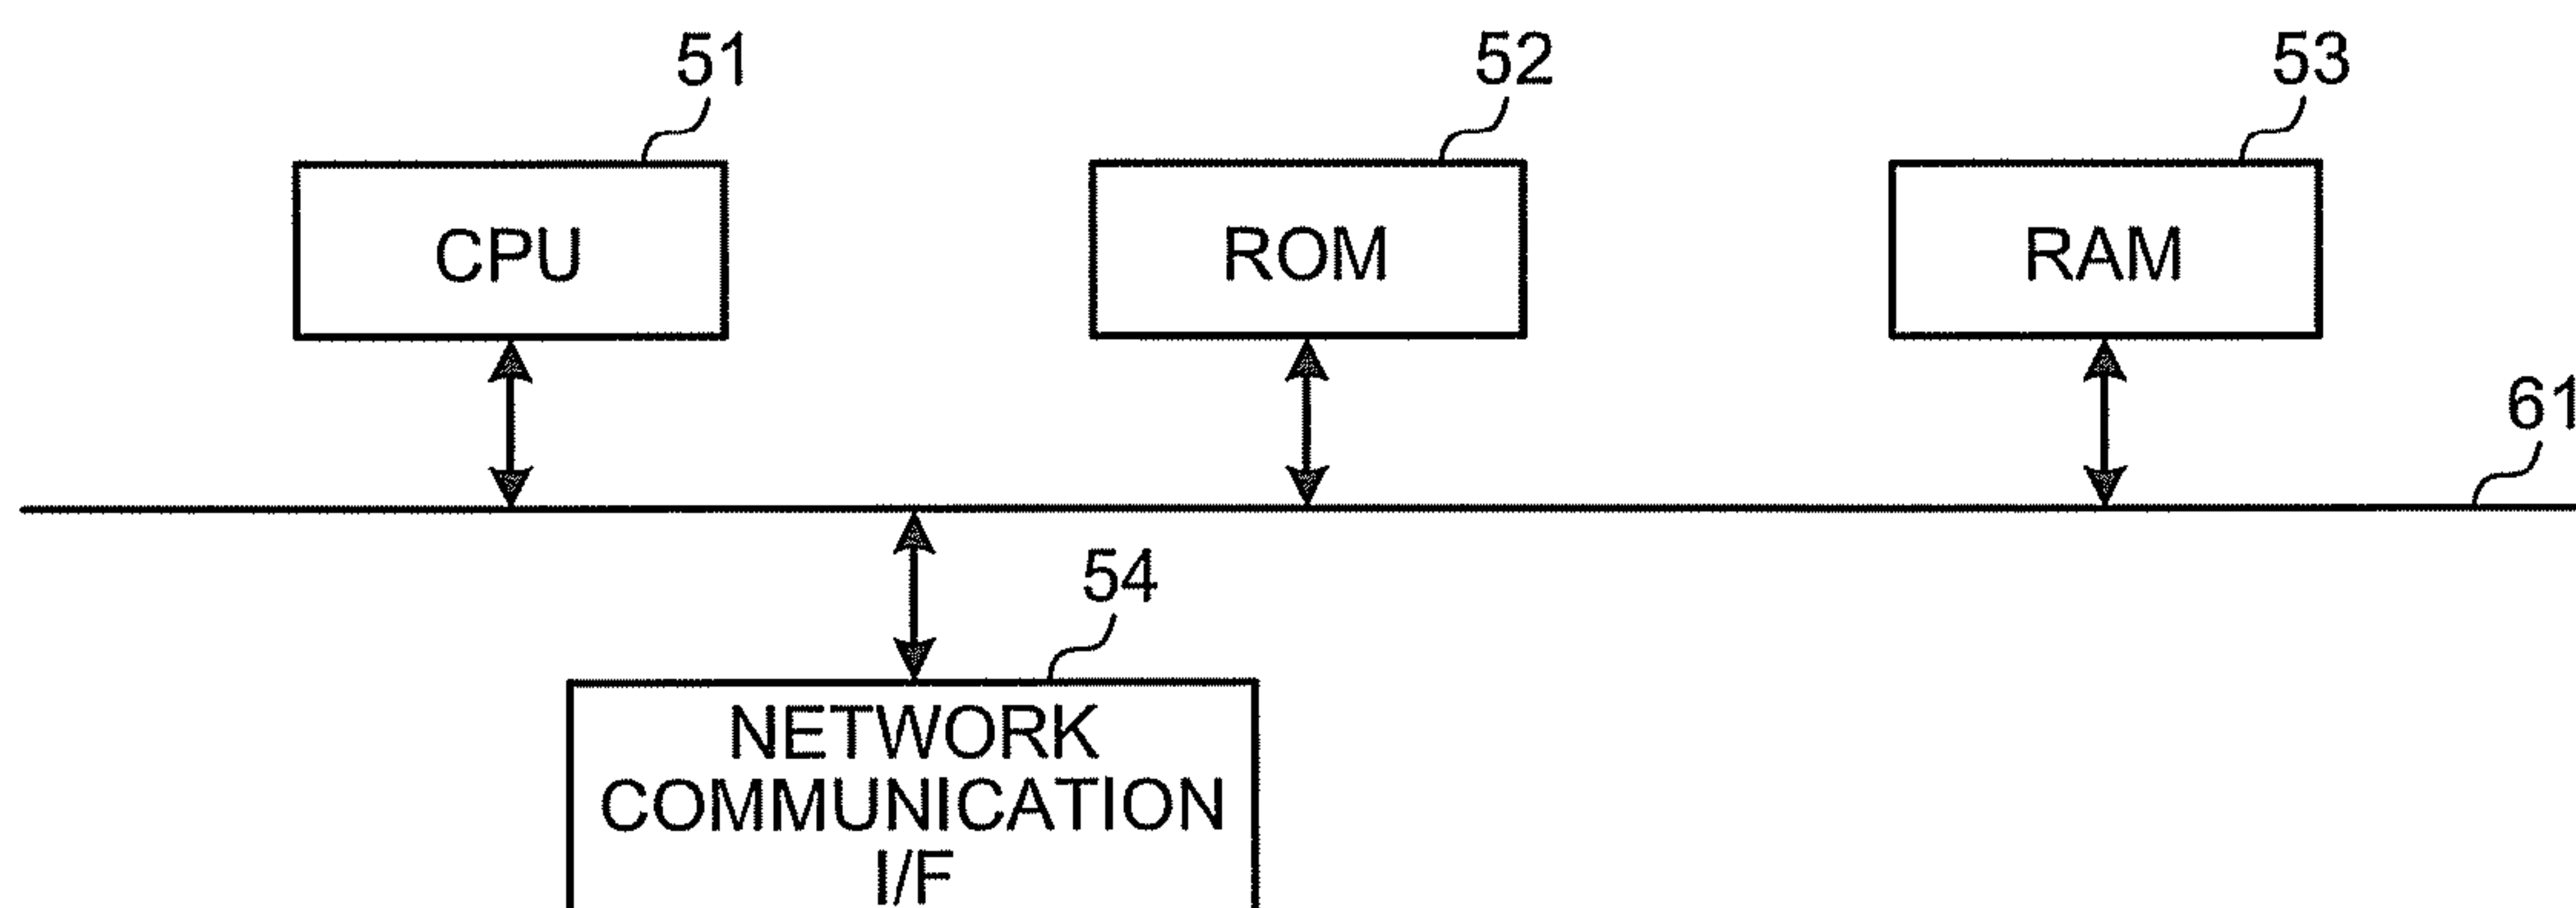 51
52
53
CPU
ROM
RAM
61
54
NETWORK
COMMUNICATION
I/F